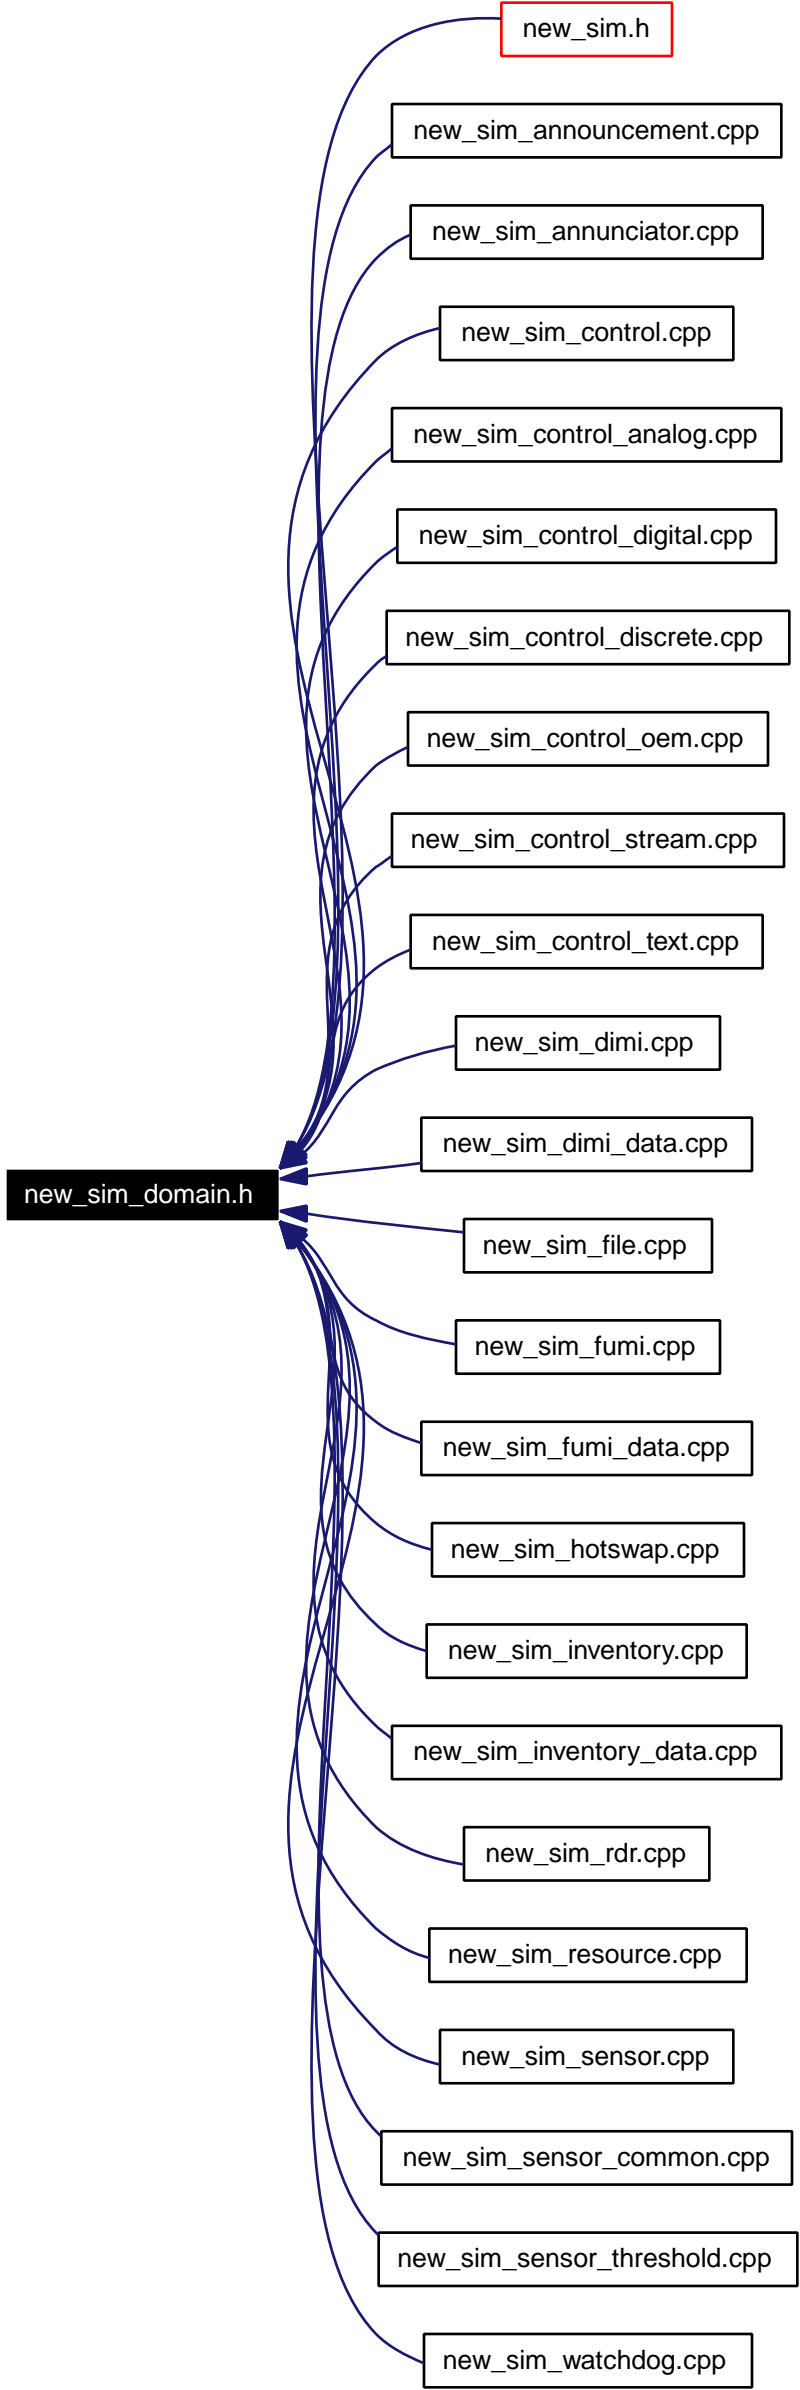 new_sim.h
new_sim_announcement.cpp
new_sim_annunciator.cpp
new_sim_control.cpp
new_sim_control_analog.cpp
new_sim_control_digital.cpp
new_sim_control_discrete.cpp
new_sim_control_oem.cpp
new_sim_control_stream.cpp
new_sim_control_text.cpp
new_sim_dimi.cpp
new_sim_dimi_data.cpp
new_sim_domain.h
new_sim_file.cpp
new_sim_fumi.cpp
new_sim_fumi_data.cpp
new_sim_hotswap.cpp
new_sim_inventory.cpp
new_sim_inventory_data.cpp
new_sim_rdr.cpp
new_sim_resource.cpp
new_sim_sensor.cpp
new_sim_sensor_common.cpp
new_sim_sensor_threshold.cpp
new_sim_watchdog.cpp